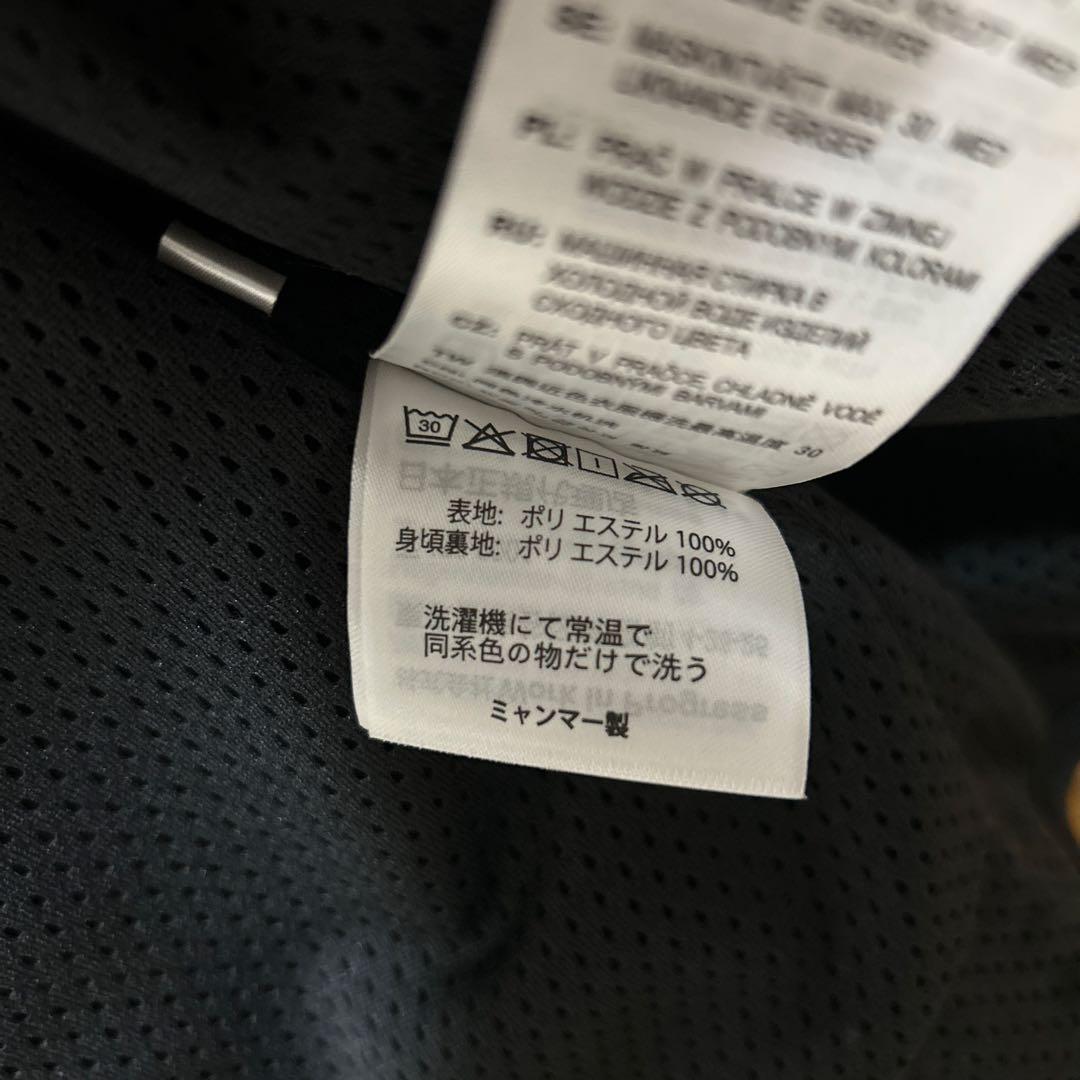 SE: MASKINTVÄTT MAX 30 MED
LIKNANDE FÄRGER
PL: PRAĆ W PRALCE W ZIMNEJ
WODZIE Z PODOBNYMI KOLORAMI
RU: МАШИННАЯ СТИРКА В
ХОЛОДНОЙ ВОДЕ ИЗДЕЛИЙ
СХОДНОГО ЦВЕТА
CZ: PRÁT V PRAČCE CHLADNÉ VODĚ
S PODOBNÝMI BARVAMI
30
30
表地: ポリエステル 100%
身頃裏地: ポリエステル 100%
洗濯機にて常温で
同系色の物だけで洗う
ミャンマー製